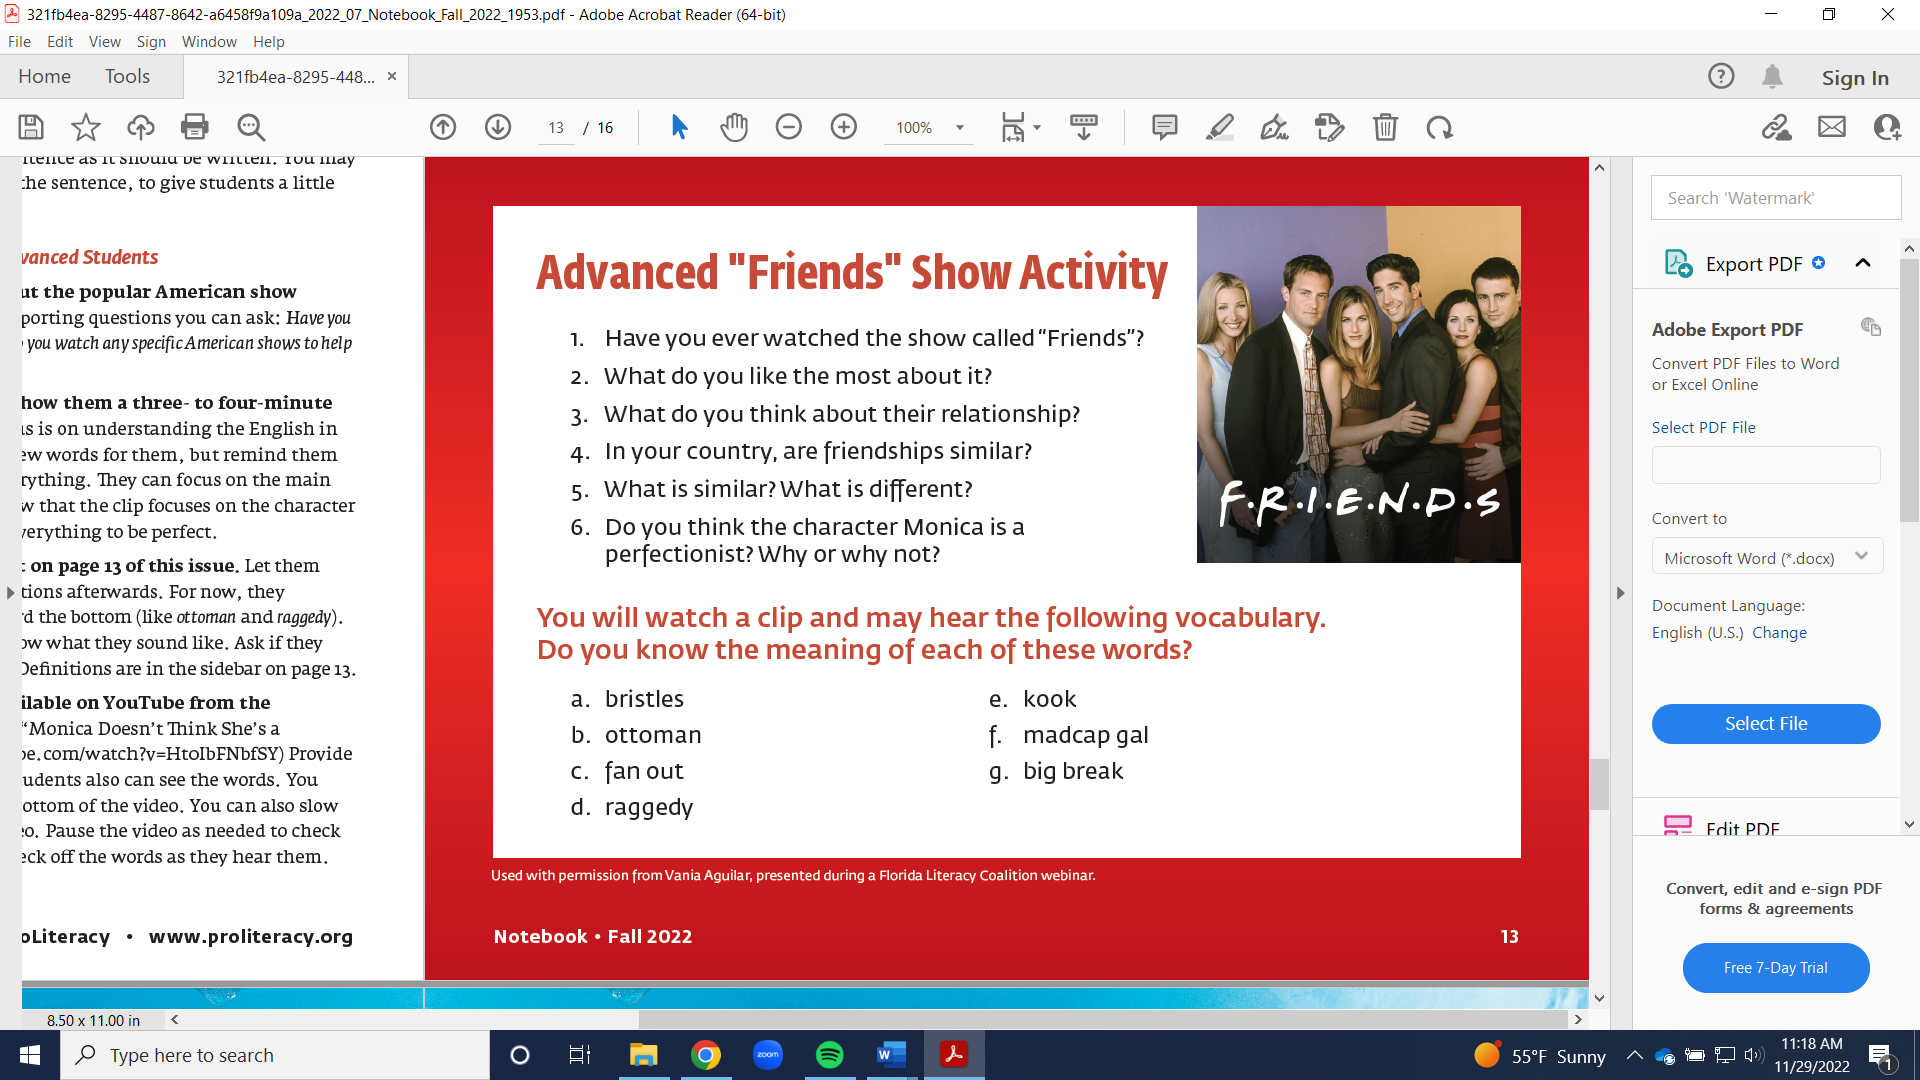 321fb4ea-8295-4487-8642-a6458f9a109a_2022_07_Notebook_Fall_2022_1953.pdf - Adobe Acrobat Reader (64-bit)
File Edit View Sign Window Help
Home Tools 321fb4ea-8295-448... × Sign In
13 / 16 100%
ntence as it should be written. You may
the sentence, to give students a little
vanced Students
ut the popular American show
porting questions you can ask: Have you
you watch any specific American shows to help
how them a three- to four-minute
us is on understanding the English in
ew words for them, but remind them
rything. They can focus on the main
w that the clip focuses on the character
verything to be perfect.
t on page 13 of this issue. Let them
tions afterwards. For now, they
rd the bottom (like ottoman and raggedy).
ow what they sound like. Ask if they
Definitions are in the sidebar on page 13.
ilable on YouTube from the
"Monica Doesn't Think She's a
be.com/watch?v=HtoIbFNbfSY) Provide
udents also can see the words. You
ottom of the video. You can also slow
eo. Pause the video as needed to check
eck off the words as they hear them.
oLiteracy • www.proliteracy.org
Advanced "Friends" Show Activity
1. Have you ever watched the show called "Friends"?
2. What do you like the most about it?
3. What do you think about their relationship?
4. In your country, are friendships similar?
5. What is similar? What is different?
6. Do you think the character Monica is a
perfectionist? Why or why not?
F·R·I·E·N·D·S
You will watch a clip and may hear the following vocabulary.
Do you know the meaning of each of these words?
a. bristles
b. ottoman
c. fan out
d. raggedy
e. kook
f. madcap gal
g. big break
Used with permission from Vania Aguilar, presented during a Florida Literacy Coalition webinar.
Notebook • Fall 2022 13
Search 'Watermark'
Export PDF
Adobe Export PDF
Convert PDF Files to Word
or Excel Online
Select PDF File
Convert to
Microsoft Word (*.docx)
Document Language:
English (U.S.) Change
Select File
Edit PDF
Convert, edit and e-sign PDF
forms & agreements
Free 7-Day Trial
8.50 x 11.00 in
Type here to search
zoom
W
55°F Sunny
11:18 AM
11/29/2022
1